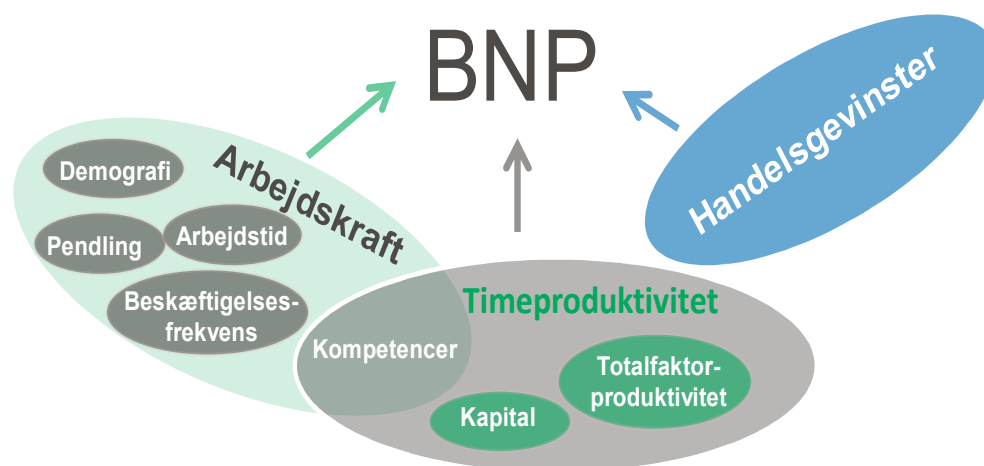 BNP
Handelsgevinster
Arbejdskraft
Demografi
Pendling
Arbejdstid
Beskæftigelses-
frekvens
Kompetencer
Timeproduktivitet
Totalfaktor-
produktivitet
Kapital